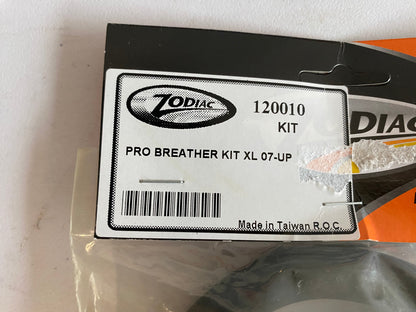 ZODIAC
120010
KIT
PRO BREATHER KIT XL 07-UP
Made in Taiwan R.O.C.
ZODIAC